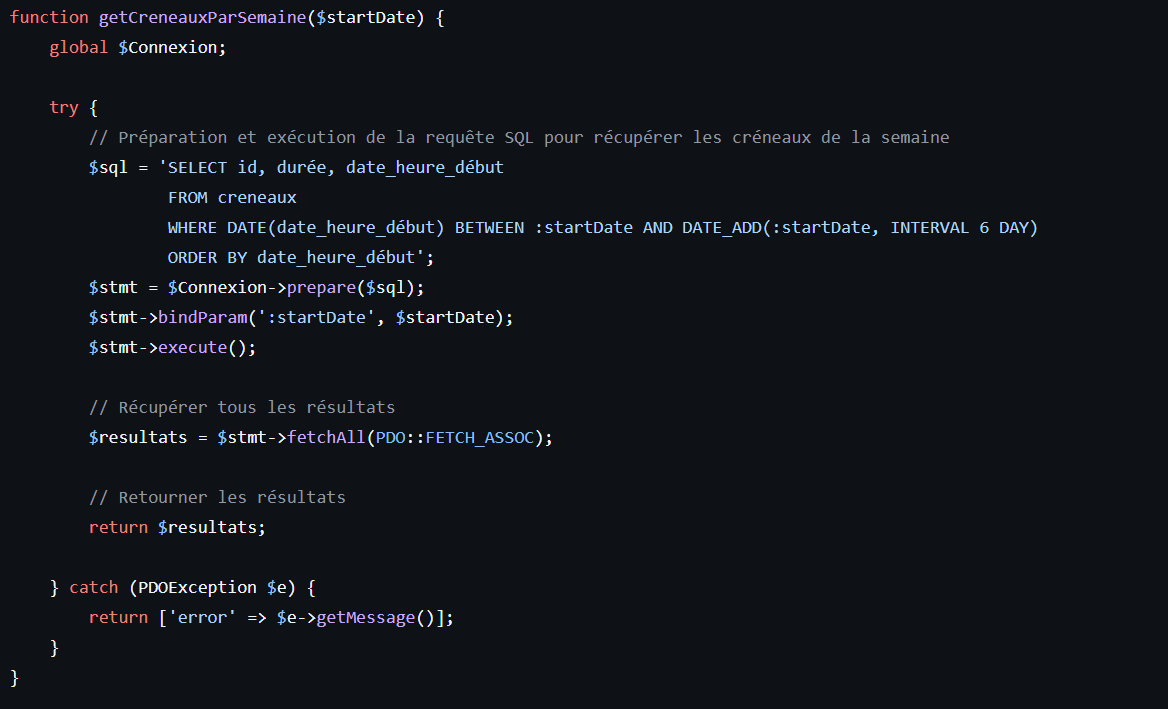 function getCreneauxParSemaine($startDate) {
    global $Connexion;

    try {
        // Préparation et exécution de la requête SQL pour récupérer les créneaux de la semaine
        $sql = 'SELECT id, durée, date_heure_début
                FROM creneaux
                WHERE DATE(date_heure_début) BETWEEN :startDate AND DATE_ADD(:startDate, INTERVAL 6 DAY)
                ORDER BY date_heure_début';
        $stmt = $Connexion->prepare($sql);
        $stmt->bindParam(':startDate', $startDate);
        $stmt->execute();

        // Récupérer tous les résultats
        $resultats = $stmt->fetchAll(PDO::FETCH_ASSOC);

        // Retourner les résultats
        return $resultats;

    } catch (PDOException $e) {
        return ['error' => $e->getMessage()];
    }
}